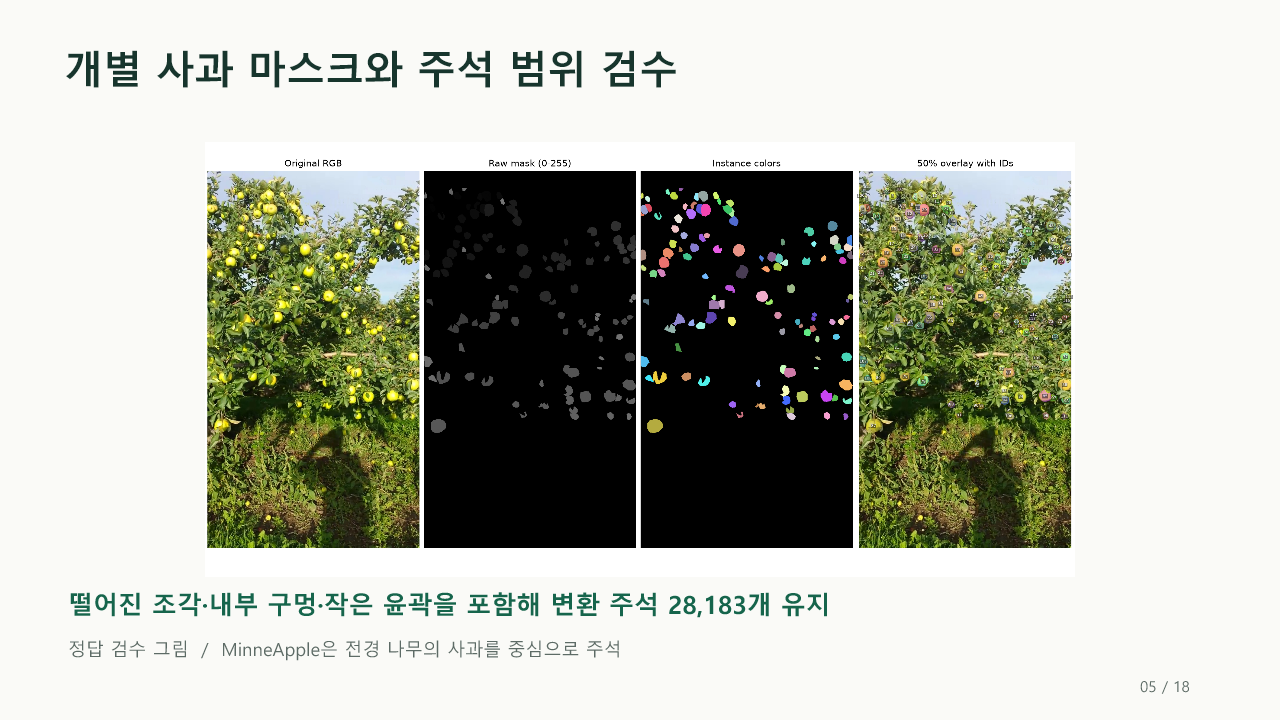 개별 사과 마스크와 주석 범위 검수
Original RGB
Raw mask (0 255)
Instance colors
50% overlay with IDs
떨어진 조각·내부 구멍·작은 윤곽을 포함해 변환 주석 28,183개 유지
정답 검수 그림 / MinneApple은 전경 나무의 사과를 중심으로 주석
05 / 18